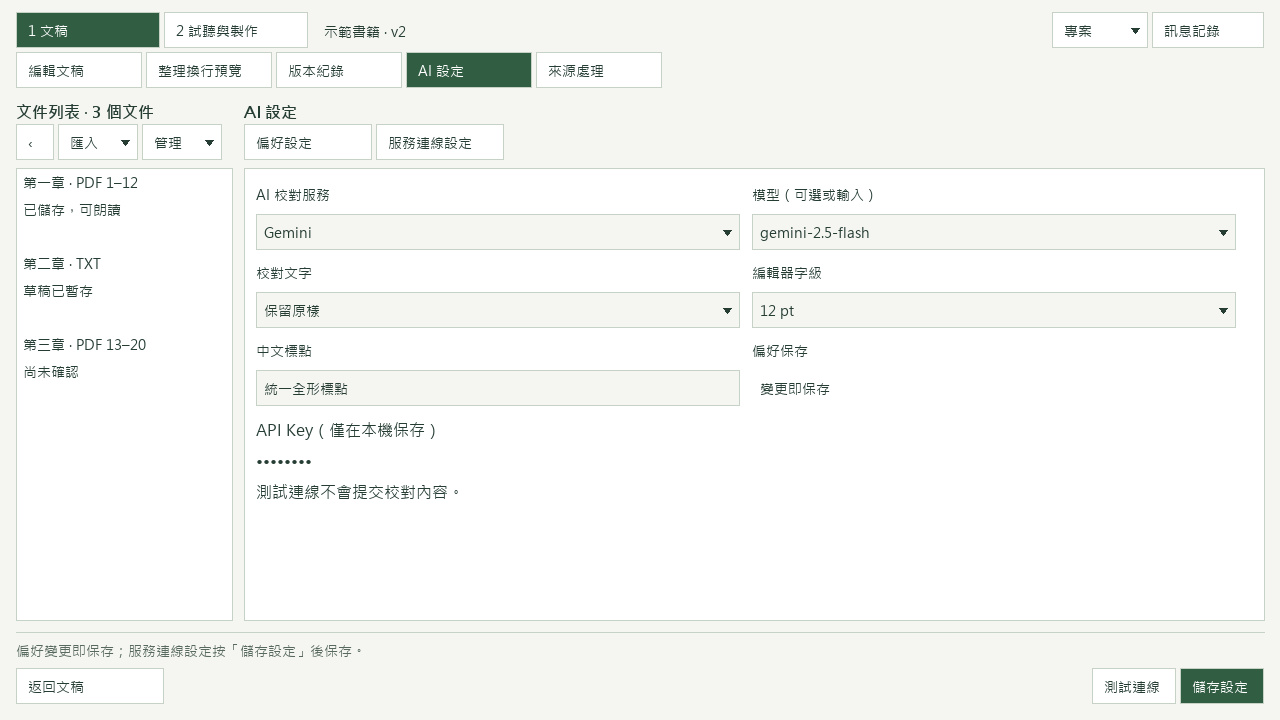 1 文稿
2 試聽與製作
示範書籍 · v2
專案
訊息記錄
編輯文稿
整理換行預覽
版本紀錄
AI 設定
來源處理
文件列表 · 3 個文件
AI 設定
‹
匯入
管理
偏好設定
服務連線設定
第一章 · PDF 1–12
已儲存，可朗讀
第二章 · TXT
草稿已暫存
第三章 · PDF 13–20
尚未確認
AI 校對服務
模型（可選或輸入）
Gemini
gemini-2.5-flash
校對文字
編輯器字級
保留原樣
12 pt
中文標點
偏好保存
統一全形標點
變更即保存
API Key（僅在本機保存）
••••••••
測試連線不會提交校對內容。
偏好變更即保存；服務連線設定按「儲存設定」後保存。
返回文稿
測試連線
儲存設定